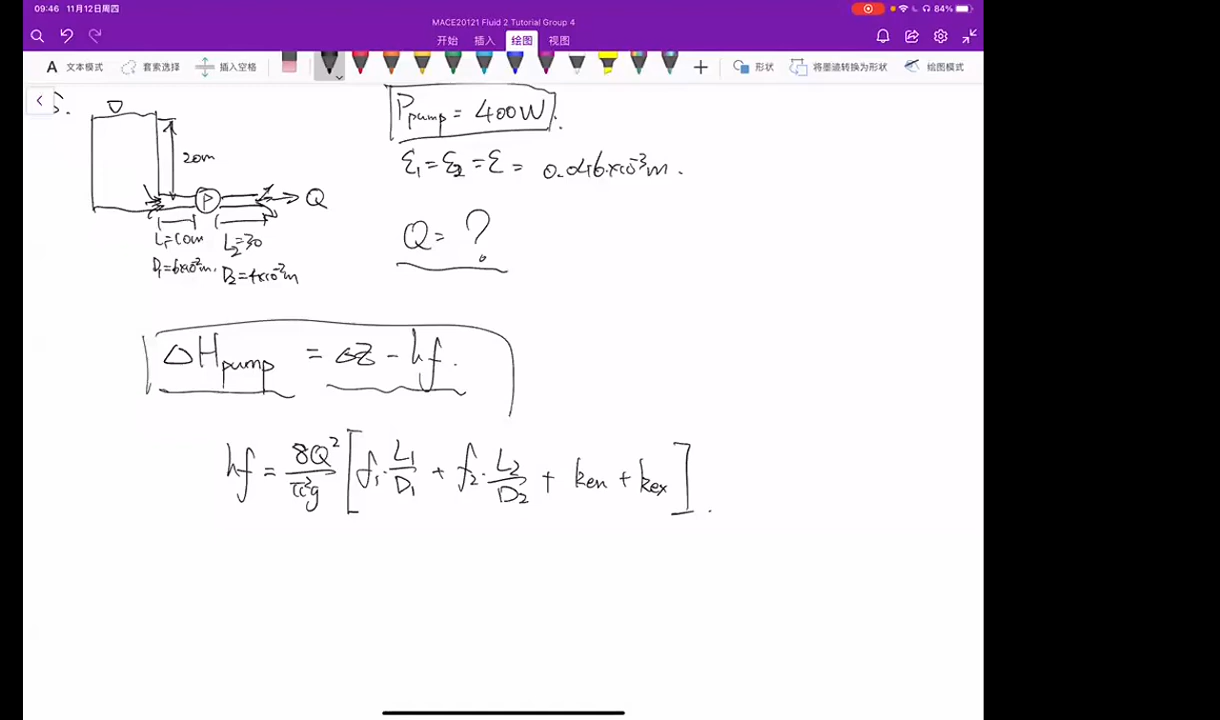 09:46 11月12日周四
84%
MACE20121 Fluid 2 Tutorial Group 4
开始 插入 绘图 视图
A 文本模式 套索选择 插入空格 形状 将墨迹转换为形状 绘图模式
5.
20m
P
Q
L₁=10m L₂=30
D₁=6×10⁻²m. D₂=4×10⁻²m
P_pump = 400W.
ε₁=ε₂=ε= 0.046×10⁻³m.
Q= ?
ΔH_pump = Δz - hf.
hf = 8Q²/π²g [f₁·L₁/D₁ + f₂·L₂/D₂ + ken + kex].